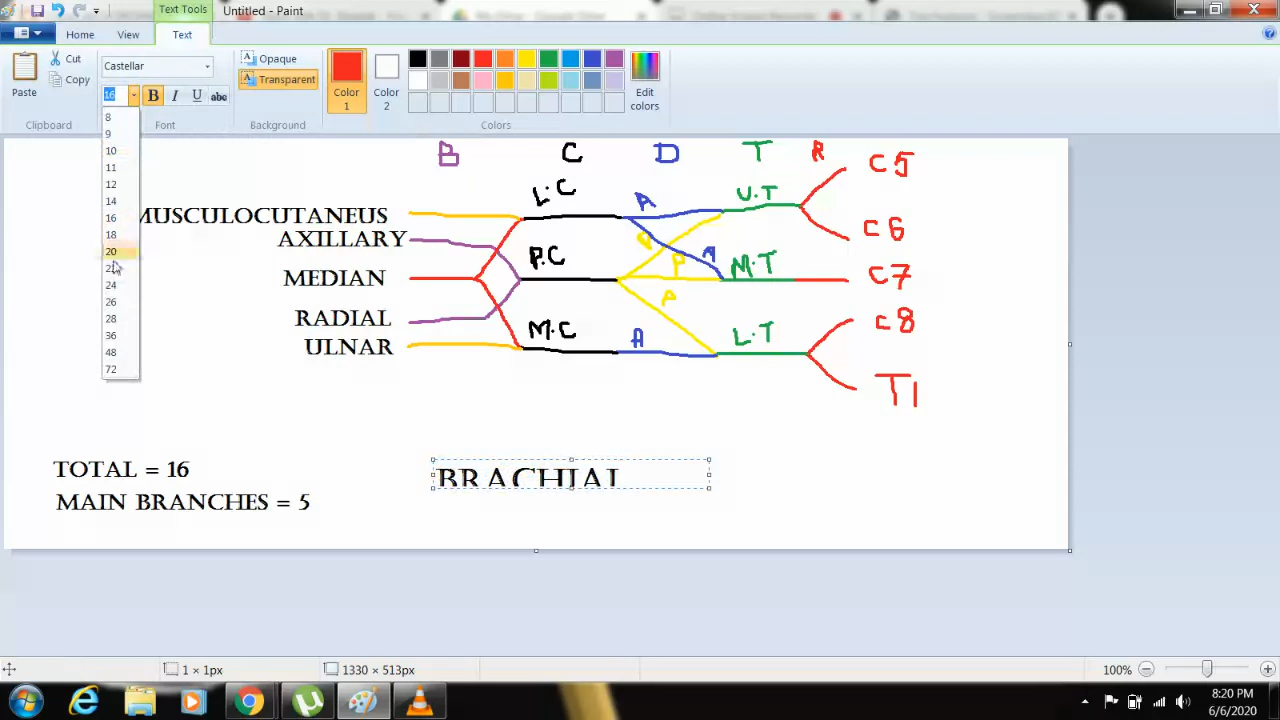 Text Tools
Untitled - Paint
Home
View
Text
Paste
Cut
Copy
Clipboard
Castellar
16
B I U abc
Font
Opaque
Transparent
Background
Color 1
Color 2
Edit colors
Colors
8
9
10
11
12
14
16
18
20
24
26
28
36
48
72
B C D T R
C5
L.C A U.T
MUSCULOCUTANEUS
C6
AXILLARY
P.C P A M.T
P
C7
MEDIAN
P
RADIAL
C8
M.C A L.T
ULNAR
T1
TOTAL = 16
BRACHIAL
MAIN BRANCHES = 5
1 × 1px
1330 × 513px
100%
8:20 PM
6/6/2020